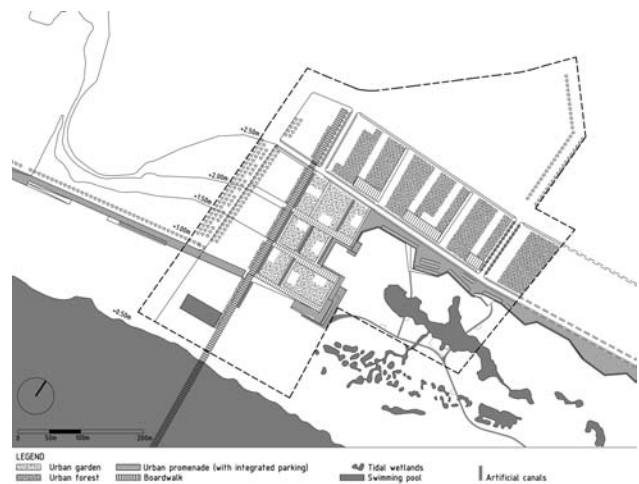 +2.50m
+2.00m
+1.50m
+1.00m
+0.50m
0 50m 100m 200m
LEGEND
Urban garden Urban promenade (with integrated parking) Tidal wetlands
Urban forest Boardwalk Swimming pool Artificial canals